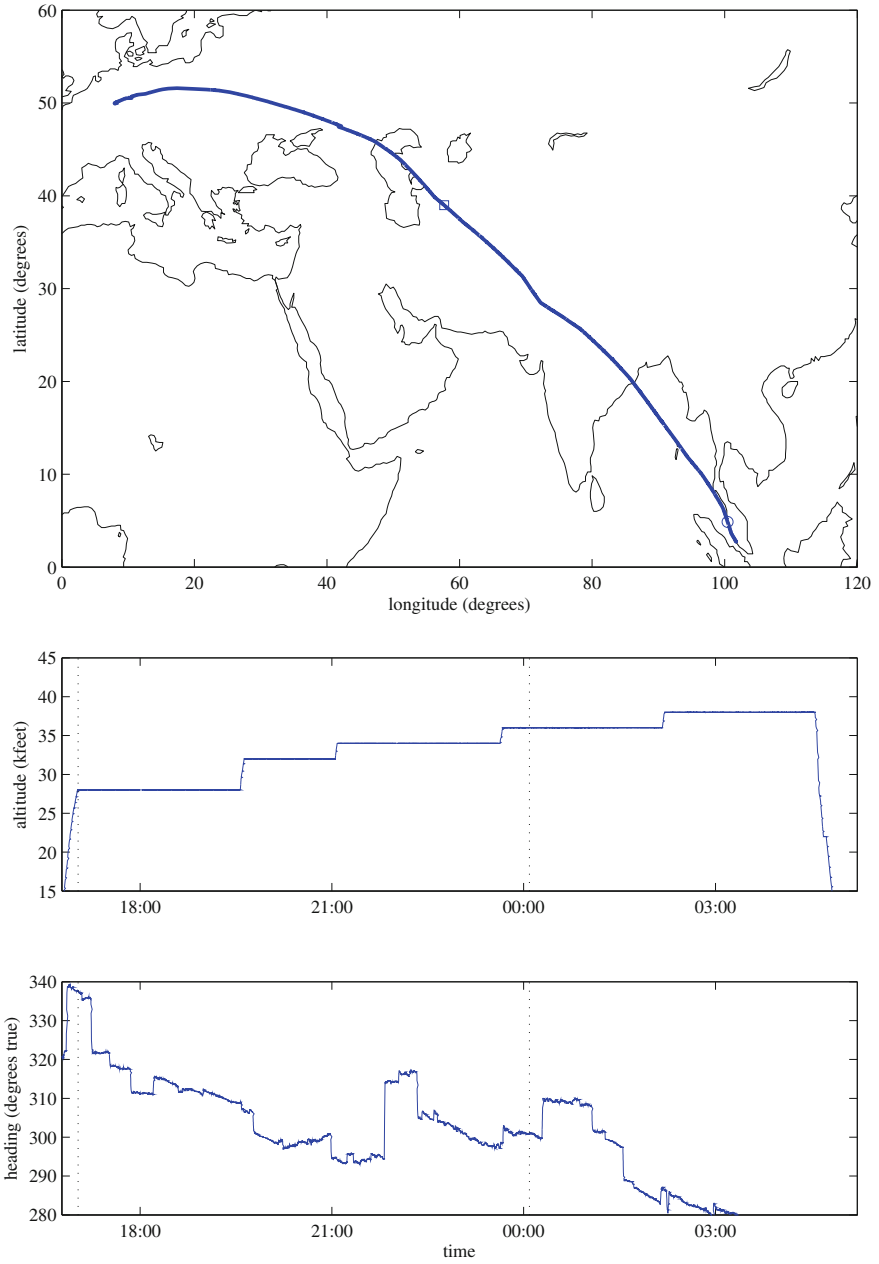 60
50
40
30
20
10
0
latitude (degrees)
0 20 40 60 80 100 120
longitude (degrees)
45
40
35
30
25
20
15
altitude (kfeet)
18:00 21:00 00:00 03:00
340
330
320
310
300
290
280
heading (degrees true)
18:00 21:00 00:00 03:00
time